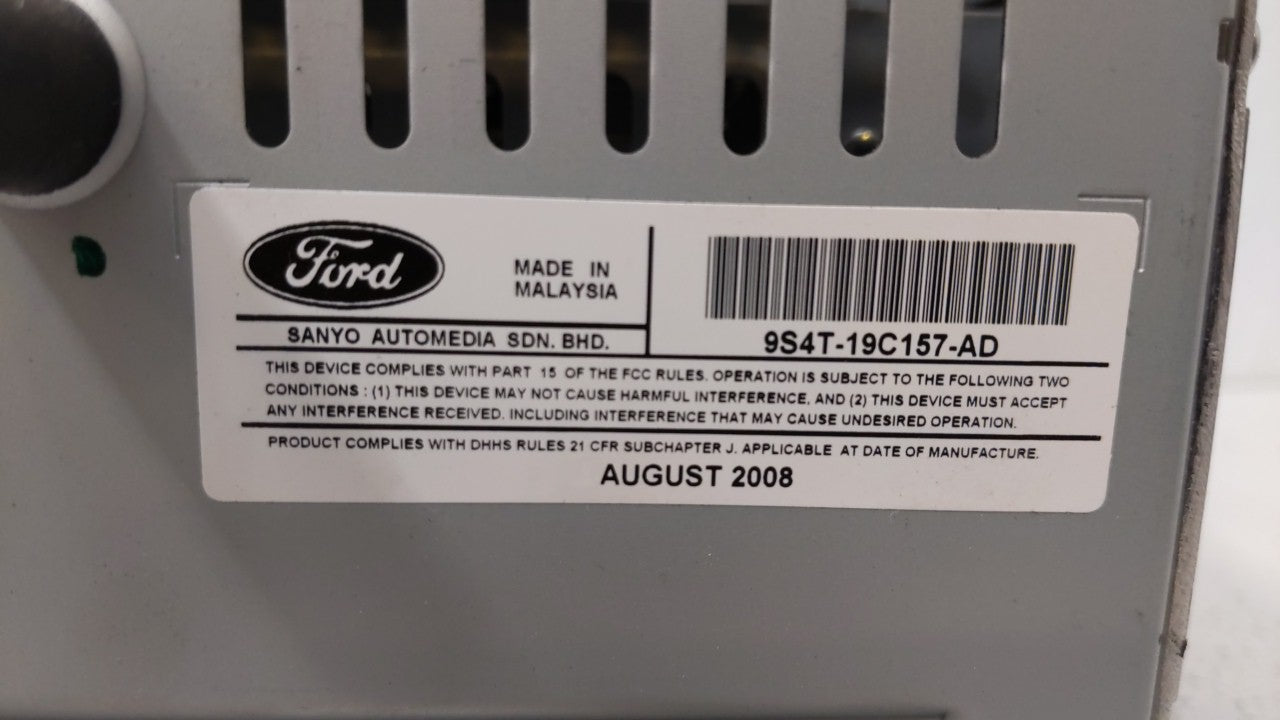 Ford
MADE IN
MALAYSIA
SANYO AUTOMEDIA SDN. BHD.
9S4T-19C157-AD
THIS DEVICE COMPLIES WITH PART 15 OF THE FCC RULES. OPERATION IS SUBJECT TO THE FOLLOWING TWO
CONDITIONS : (1) THIS DEVICE MAY NOT CAUSE HARMFUL INTERFERENCE, AND (2) THIS DEVICE MUST ACCEPT
ANY INTERFERENCE RECEIVED. INCLUDING INTERFERENCE THAT MAY CAUSE UNDESIRED OPERATION.
PRODUCT COMPLIES WITH DHHS RULES 21 CFR SUBCHAPTER J. APPLICABLE AT DATE OF MANUFACTURE.
AUGUST 2008